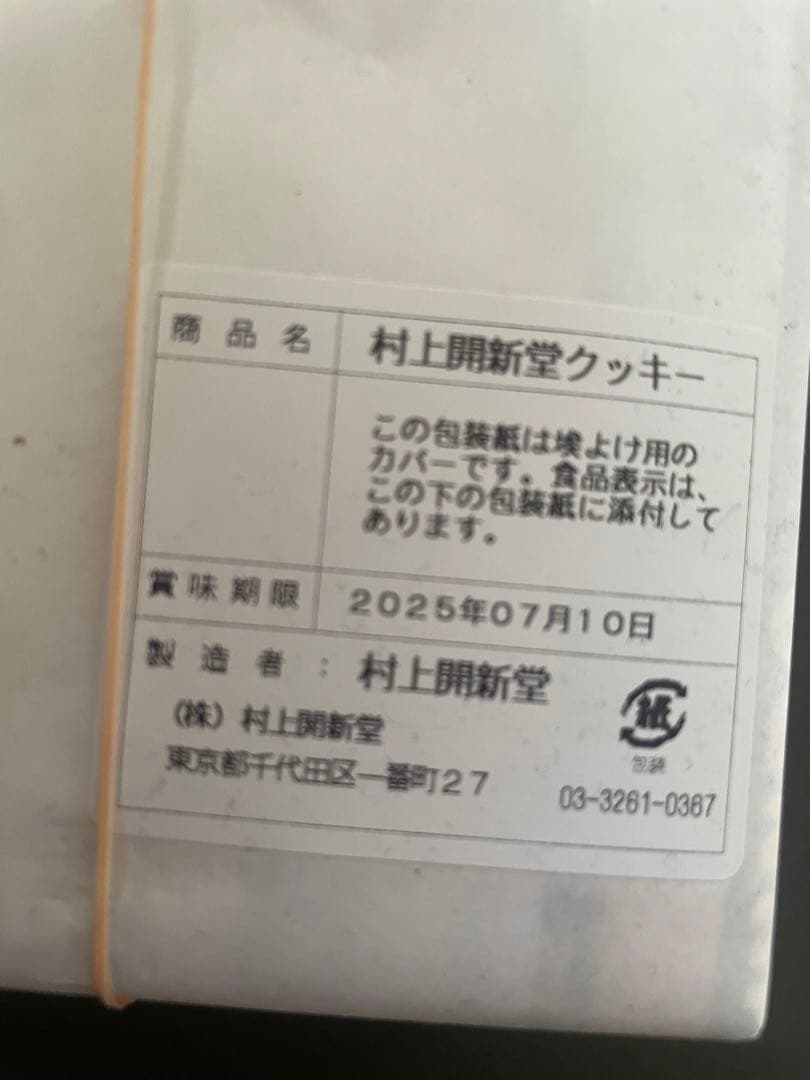 商品名 村上開新堂クッキー
この包装紙は埃よけ用の
カバーです。食品表示は、
この下の包装紙に添付して
あります。
賞味期限 2025年07月10日
製造者：村上開新堂
(株)村上開新堂
東京都千代田区一番町27
紙
包装
03-3261-0367